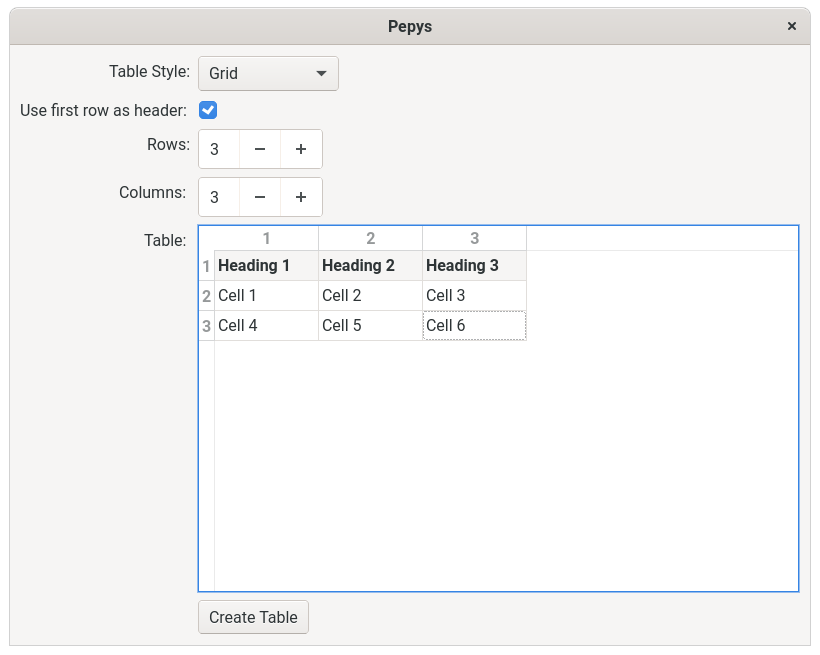 Pepys
Table Style: Grid
Use first row as header:
Rows: 3
Columns: 3
Table:
1 2 3
1 Heading 1 Heading 2 Heading 3
2 Cell 1 Cell 2 Cell 3
3 Cell 4 Cell 5 Cell 6
Create Table